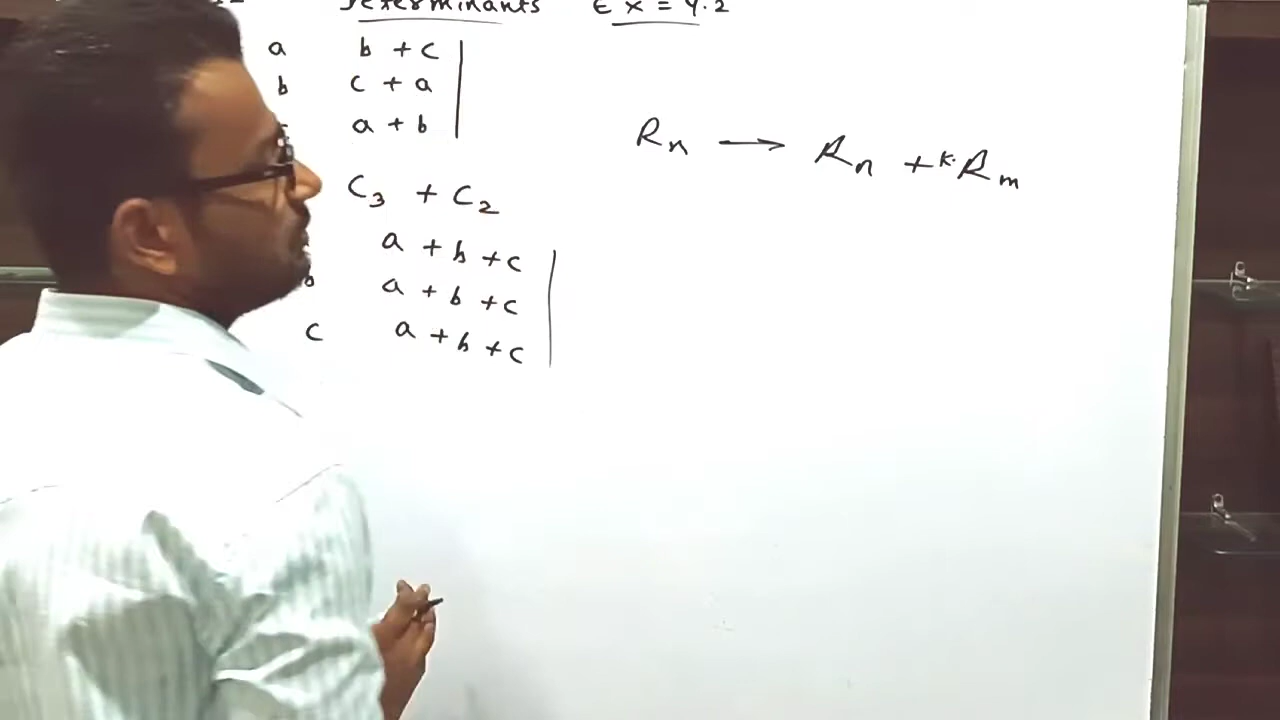 Determinants Ex = 4.2
a b + c
b c + a
a + b
Rn → Rn + k. Rm
C3 + C2
a + b + c
b a + b + c
c a + b + c